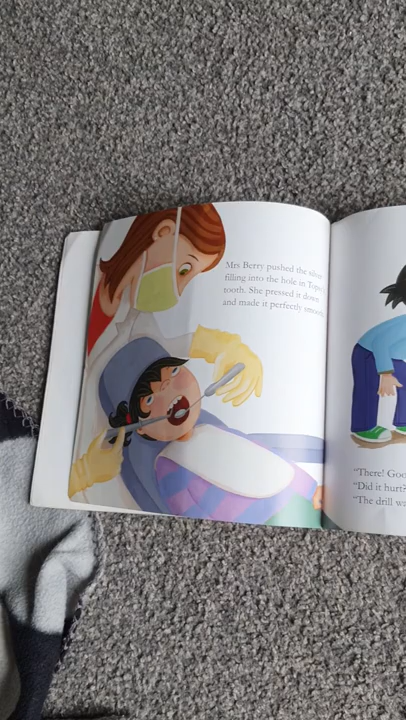 Mrs Berry pushed the silver
filling into the hole in Topsy's
tooth. She pressed it down
and made it perfectly smooth.
"There! Goo
"Did it hurt?
"The drill wa